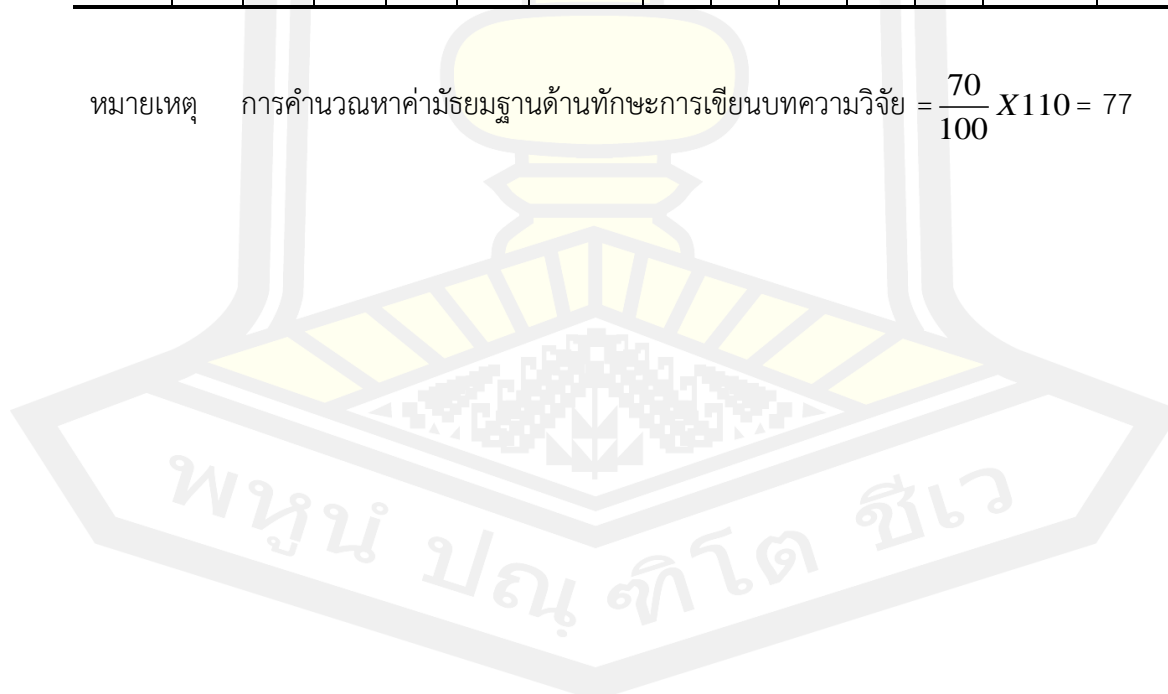 หมายเหตุ การคำนวณหาค่ามัธยมฐานด้านทักษะการเขียนบทความวิจัย = 70/100 X110 = 77
พหูนํ ปณฺฑิโต ชีเว